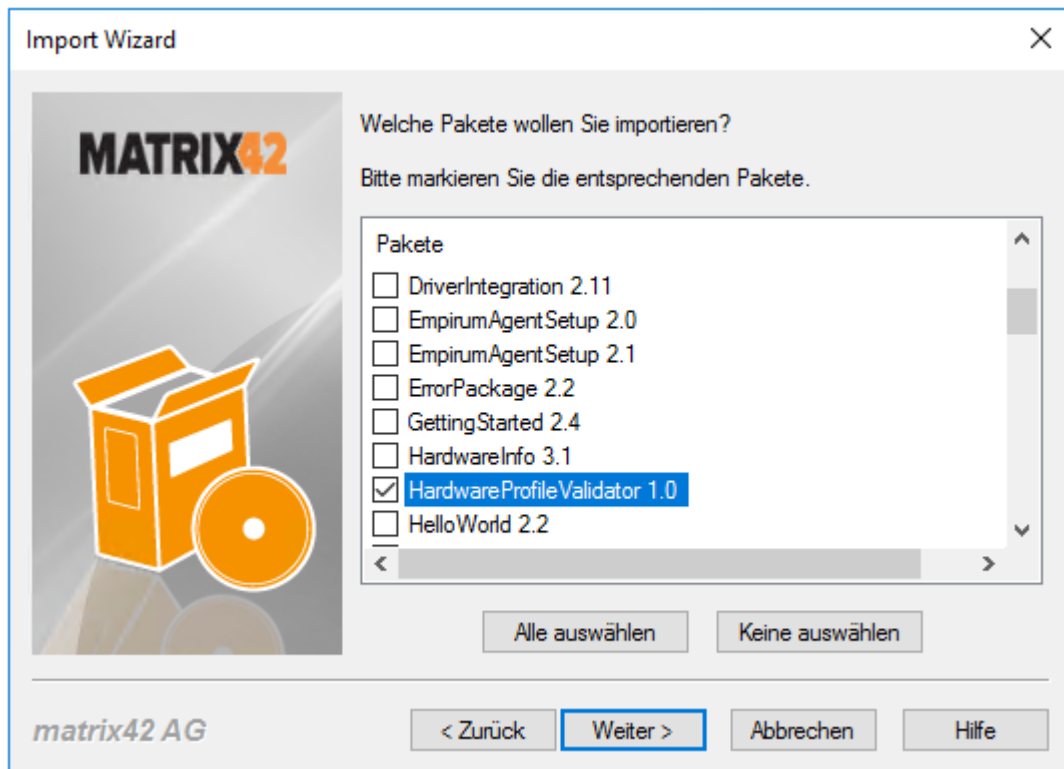 Import Wizard
MATRIX42
Welche Pakete wollen Sie importieren?
Bitte markieren Sie die entsprechenden Pakete.
Pakete
DriverIntegration 2.11
EmpirumAgentSetup 2.0
EmpirumAgentSetup 2.1
ErrorPackage 2.2
GettingStarted 2.4
HardwareInfo 3.1
HardwareProfileValidator 1.0
HelloWorld 2.2
Alle auswählen
Keine auswählen
matrix42 AG
< Zurück
Weiter >
Abbrechen
Hilfe